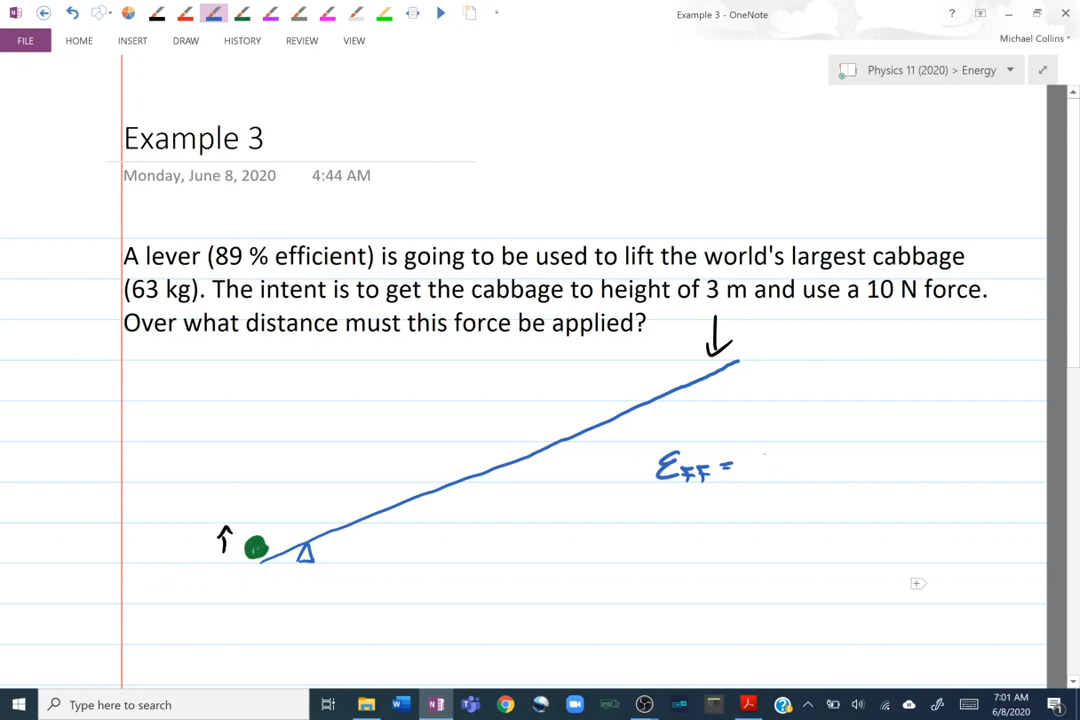 Example 3 - OneNote
?
Michael Collins
FILE HOME INSERT DRAW HISTORY REVIEW VIEW
Physics 11 (2020) > Energy
Example 3
Monday, June 8, 2020 4:44 AM
A lever (89 % efficient) is going to be used to lift the world's largest cabbage
(63 kg). The intent is to get the cabbage to height of 3 m and use a 10 N force.
Over what distance must this force be applied?
Eff =
Type here to search
7:01 AM
6/8/2020